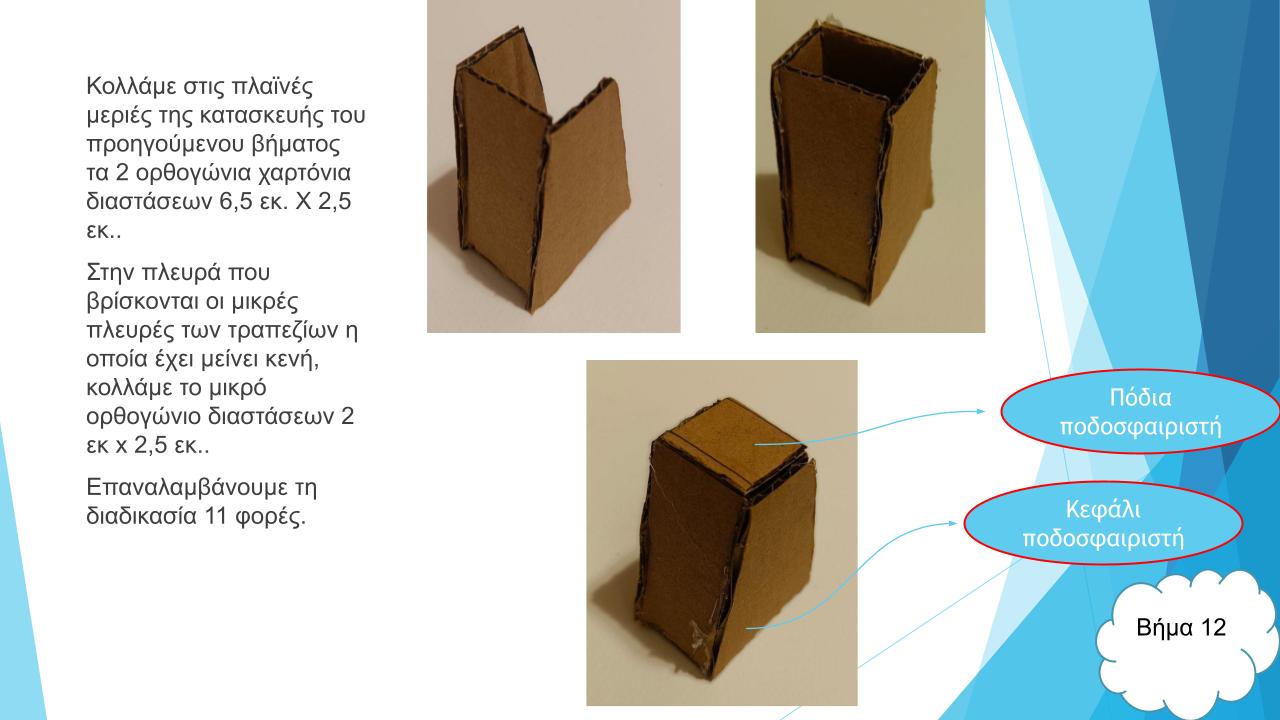 Κολλάμε στις πλαϊνές
μεριές της κατασκευής του
προηγούμενου βήματος
τα 2 ορθογώνια χαρτόνια
διαστάσεων 6,5 εκ. Χ 2,5
εκ..
Στην πλευρά που
βρίσκονται οι μικρές
πλευρές των τραπεζίων η
οποία έχει μείνει κενή,
κολλάμε το μικρό
ορθογώνιο διαστάσεων 2
εκ x 2,5 εκ..
Επαναλαμβάνουμε τη
διαδικασία 11 φορές.
Πόδια
ποδοσφαιριστή
Κεφάλι
ποδοσφαιριστή
Βήμα 12